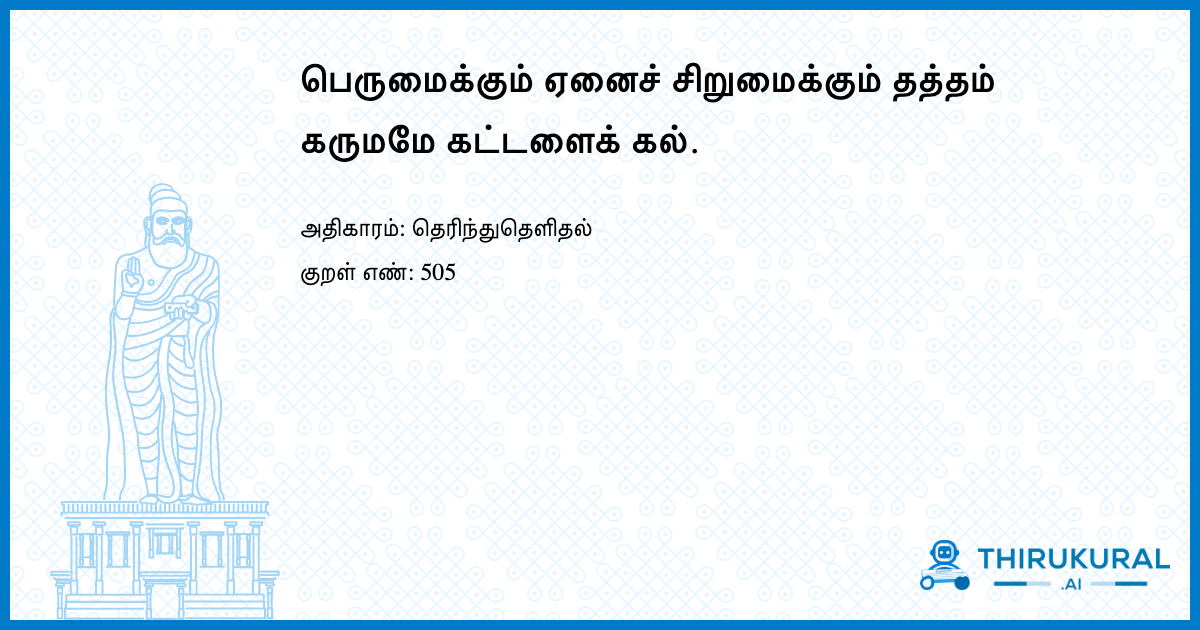 பெருமைக்கும் ஏனைச் சிறுமைக்கும் தத்தம்
கருமமே கட்டளைக் கல்.
அதிகாரம்: தெரிந்துதெளிதல்
குறள் எண்: 505
THIRUKURAL
.AI